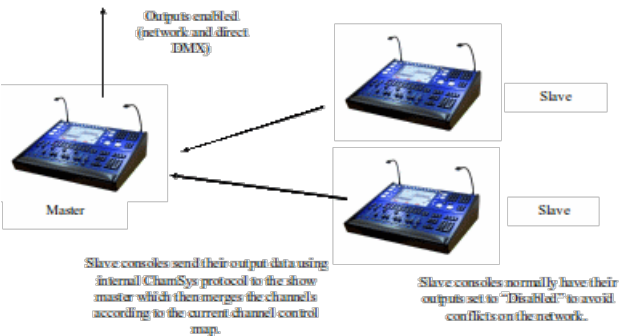 Outputs enabled
(network and direct
DMX)
Slave
Master
Slave
Slave consoles send their output data using
internal ChamSys protocol to the show
master which then merges the channels
according to the current channel control
map.
Slave consoles normally have their
outputs set to “Disabled” to avoid
conflicts on the network.